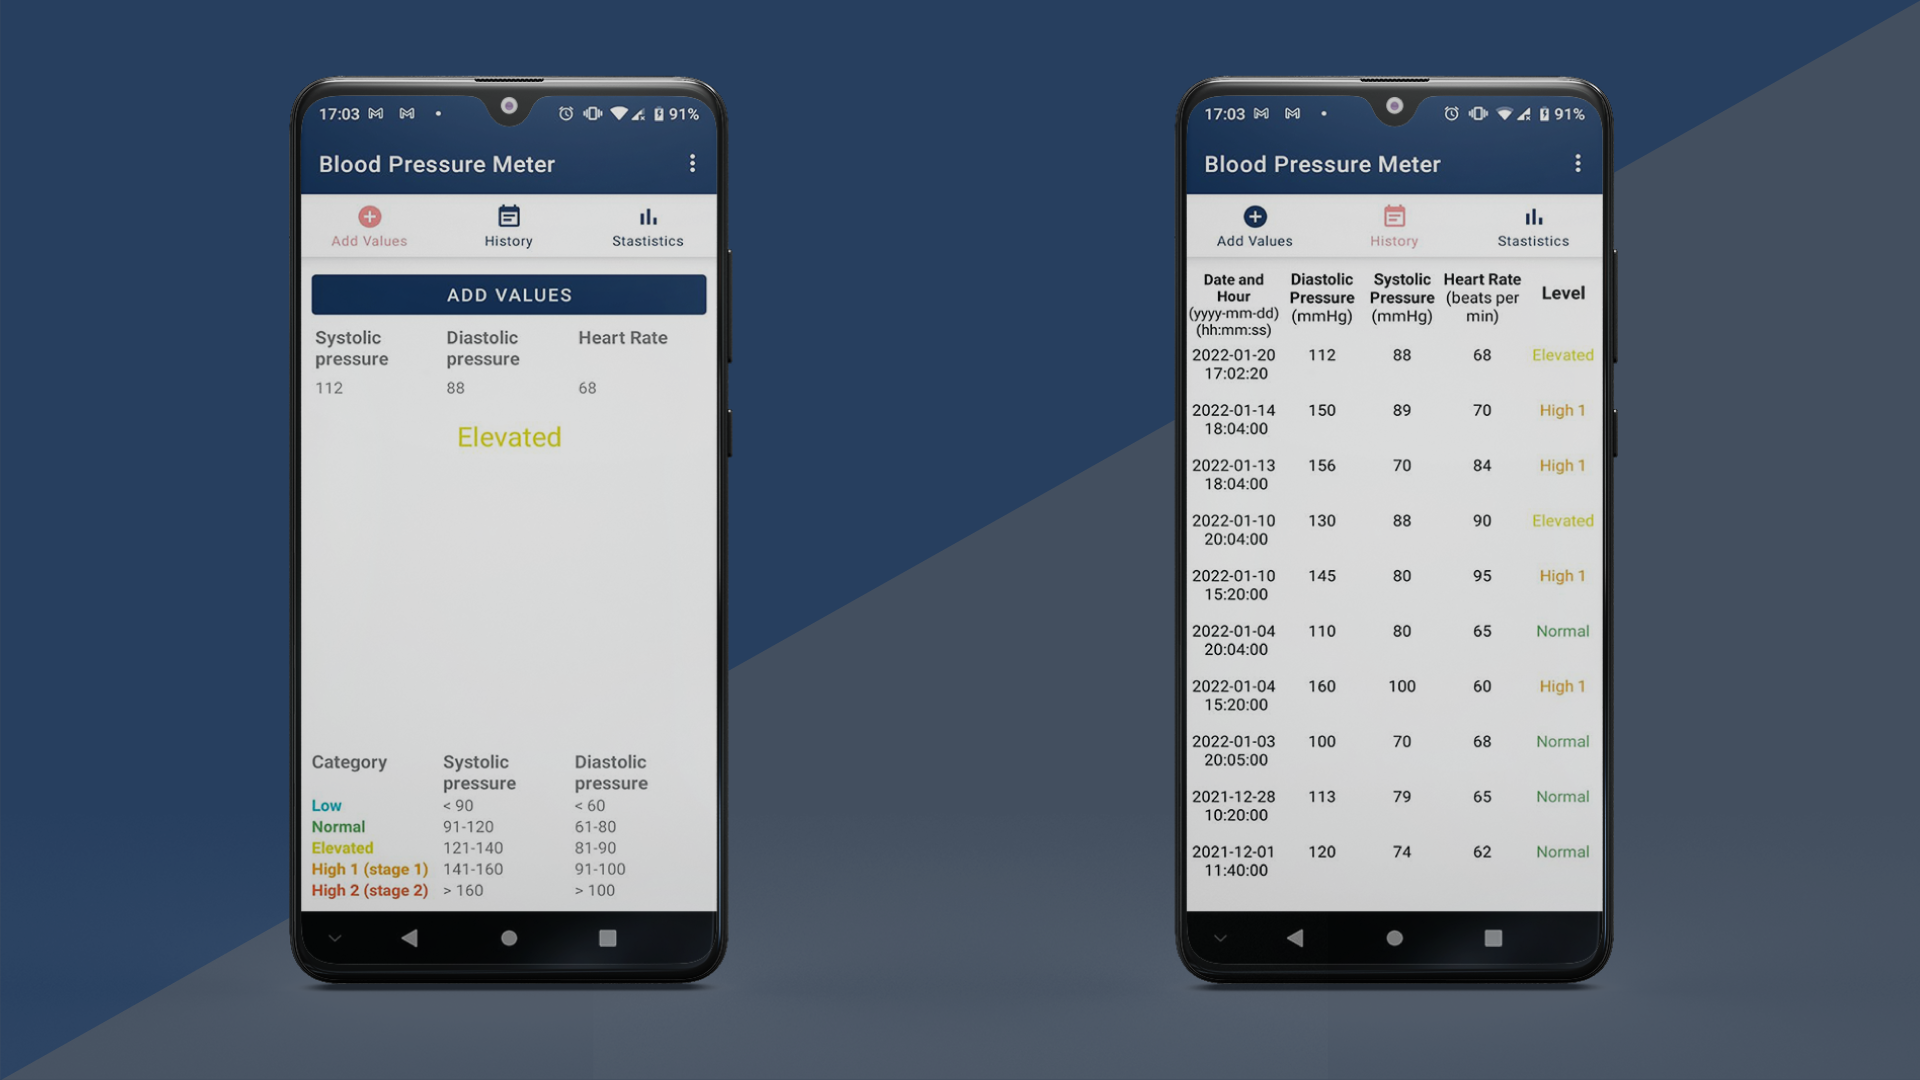 17:03
91%
Blood Pressure Meter
Add Values
History
Stastistics
ADD VALUES
Systolic pressure
Diastolic pressure
Heart Rate
112 88 68
Elevated
Category Systolic pressure Diastolic pressure
Low < 90 < 60
Normal 91-120 61-80
Elevated 121-140 81-90
High 1 (stage 1) 141-160 91-100
High 2 (stage 2) > 160 > 100
17:03
91%
Blood Pressure Meter
Add Values
History
Stastistics
Date and Hour (yyyy-mm-dd) (hh:mm:ss)
Diastolic Pressure (mmHg)
Systolic Pressure (mmHg)
Heart Rate (beats per min)
Level
2022-01-20 17:02:20 112 88 68 Elevated
2022-01-14 18:04:00 150 89 70 High 1
2022-01-13 18:04:00 156 70 84 High 1
2022-01-10 20:04:00 130 88 90 Elevated
2022-01-10 15:20:00 145 80 95 High 1
2022-01-04 20:04:00 110 80 65 Normal
2022-01-04 15:20:00 160 100 60 High 1
2022-01-03 20:05:00 100 70 68 Normal
2021-12-28 10:20:00 113 79 65 Normal
2021-12-01 11:40:00 120 74 62 Normal